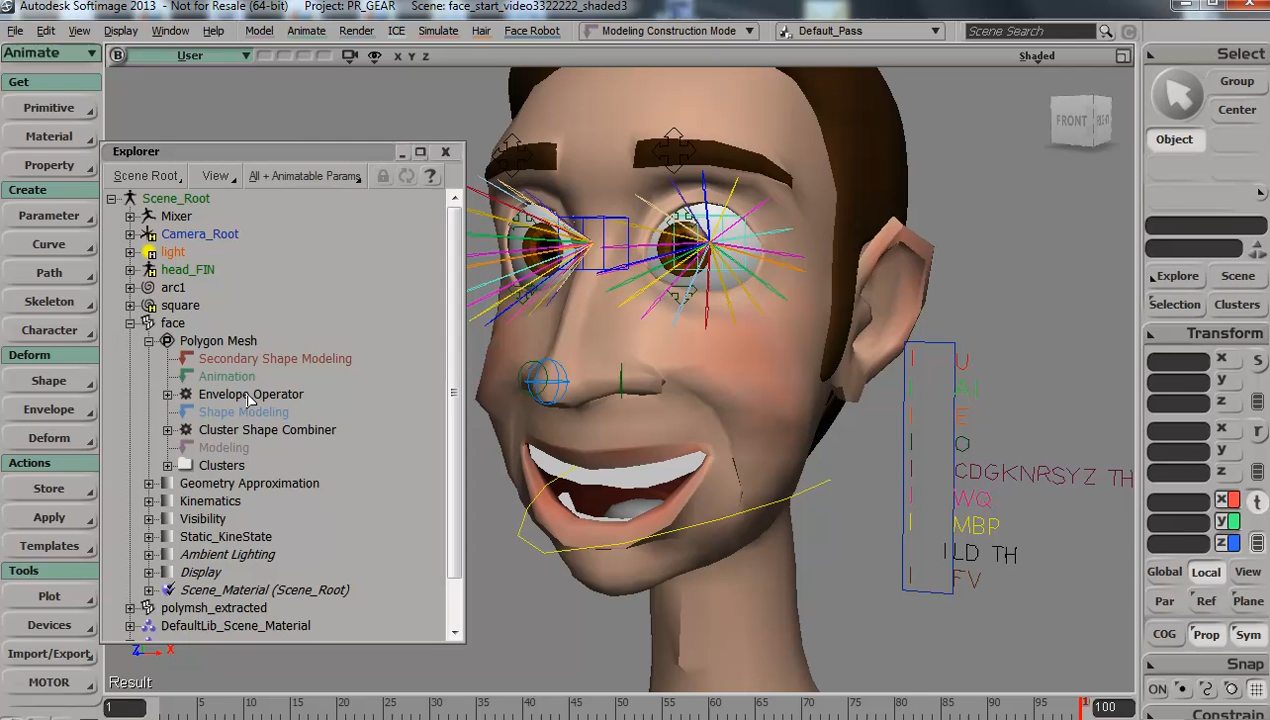 Autodesk Softimage 2013 - Not for Resale (64-bit) Project: PR_GEAR Scene: face_start_video3322222_shaded3
File Edit View Display Window Help Model Animate Render ICE Simulate Hair Face Robot Modeling Construction Mode Default_Pass Scene Search
Animate B User X Y Z Shaded Select
Get
Primitive
Material
Property
Create
Parameter
Curve
Path
Skeleton
Character
Deform
Shape
Envelope
Deform
Actions
Store
Apply
Templates
Tools
Plot
Devices
Import/Export
MOTOR
Explorer
Scene Root View All + Animatable Params ?
Scene_Root
Mixer
Camera_Root
light
head_FIN
arc1
square
face
Polygon Mesh
Secondary Shape Modeling
Animation
Envelope Operator
Shape Modeling
Cluster Shape Combiner
Modeling
Clusters
Geometry Approximation
Kinematics
Visibility
Static_KineState
Ambient Lighting
Display
Scene_Material (Scene_Root)
polymsh_extracted
DefaultLib_Scene_Material
Z X
Result
FRONT
U
AI
E
O
CDGKNRSYZ TH
WQ
MBP
LD TH
FV
Group
Center
Object
Explore Scene
Selection Clusters
Transform
x S
y
z
x r
y
z
x t
y
z
Global Local View
Par Ref Plane
COG Prop Sym
Snap
ON
Constrain
1 5 10 15 20 25 30 35 40 45 50 55 60 65 70 75 80 85 90 95 100